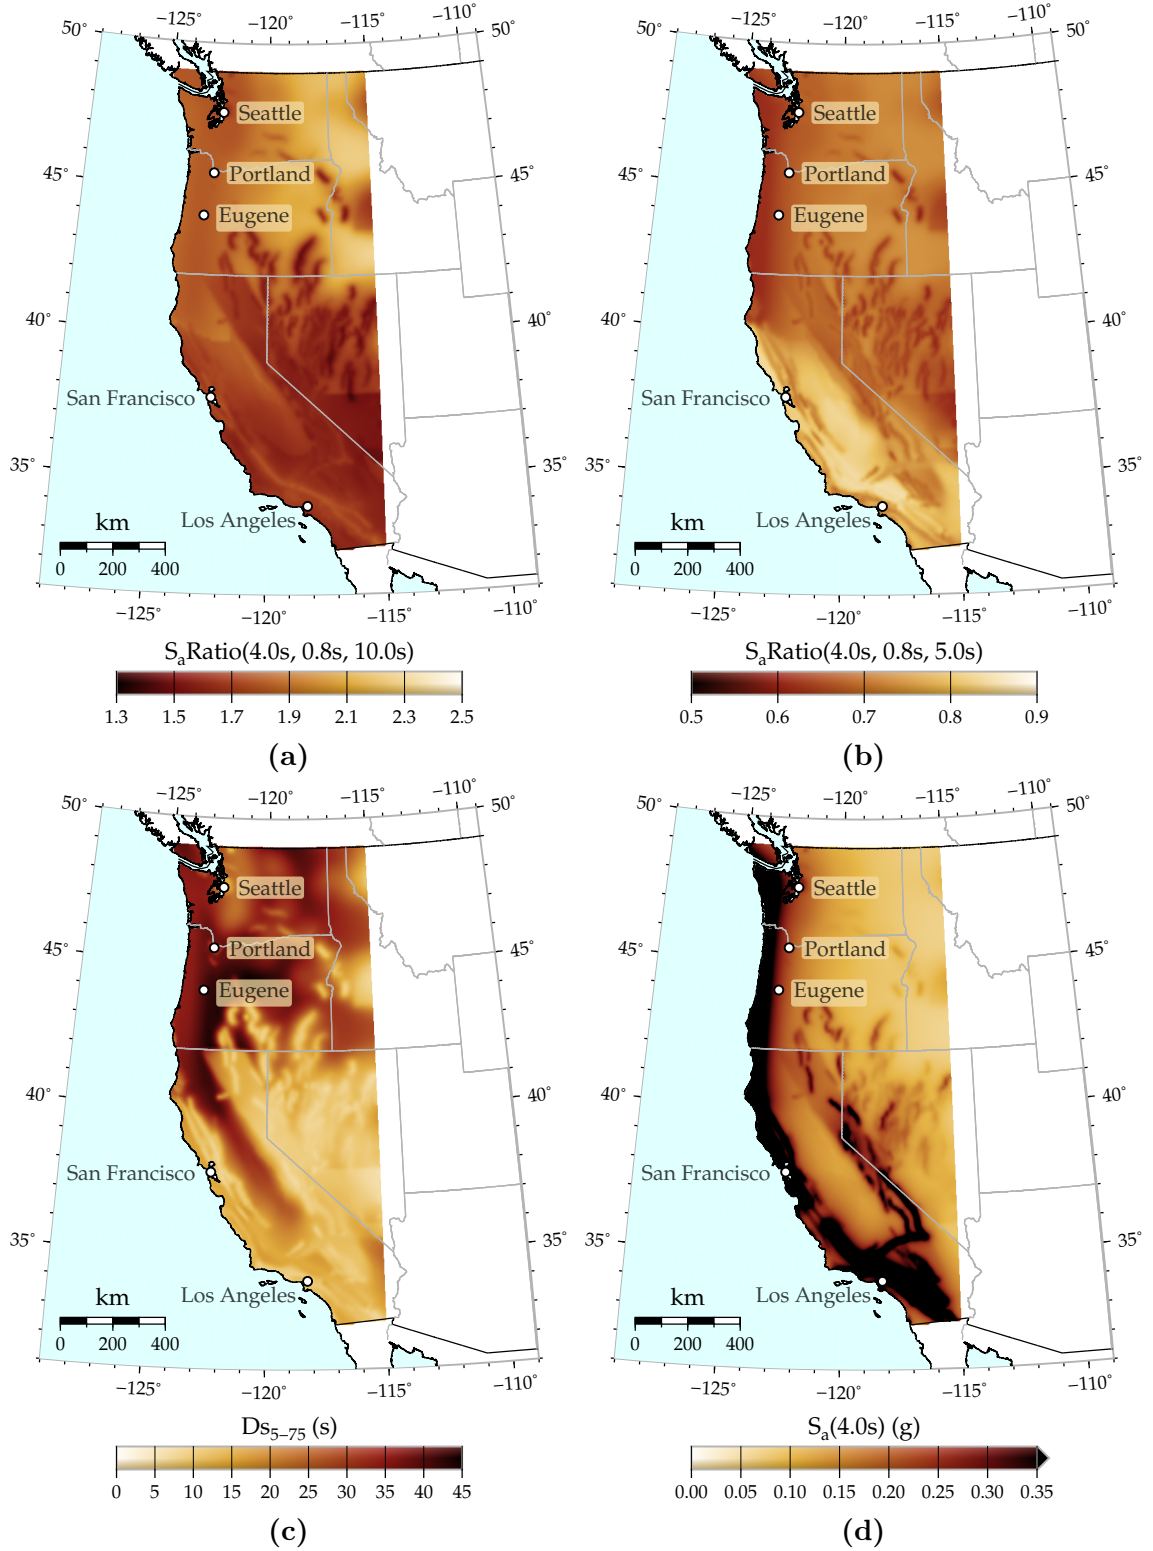 −125° −120° −115° −110°
50° 50°
Seattle
Portland
45° 45°
Eugene
40° 40°
San Francisco
35° 35°
Los Angeles
km
0 200 400
−125° −120° −115° −110°
SaRatio(4.0s, 0.8s, 10.0s)
1.3 1.5 1.7 1.9 2.1 2.3 2.5
(a)
−125° −120° −115° −110°
50° 50°
Seattle
Portland
45° 45°
Eugene
40° 40°
San Francisco
35° 35°
Los Angeles
km
0 200 400
−125° −120° −115° −110°
SaRatio(4.0s, 0.8s, 5.0s)
0.5 0.6 0.7 0.8 0.9
(b)
−125° −120° −115° −110°
50° 50°
Seattle
Portland
45° 45°
Eugene
40° 40°
San Francisco
35° 35°
Los Angeles
km
0 200 400
−125° −120° −115° −110°
Ds5–75 (s)
0 5 10 15 20 25 30 35 40 45
(c)
−125° −120° −115° −110°
50° 50°
Seattle
Portland
45° 45°
Eugene
40° 40°
San Francisco
35° 35°
Los Angeles
km
0 200 400
−125° −120° −115° −110°
Sa(4.0s) (g)
0.00 0.05 0.10 0.15 0.20 0.25 0.30 0.35
(d)